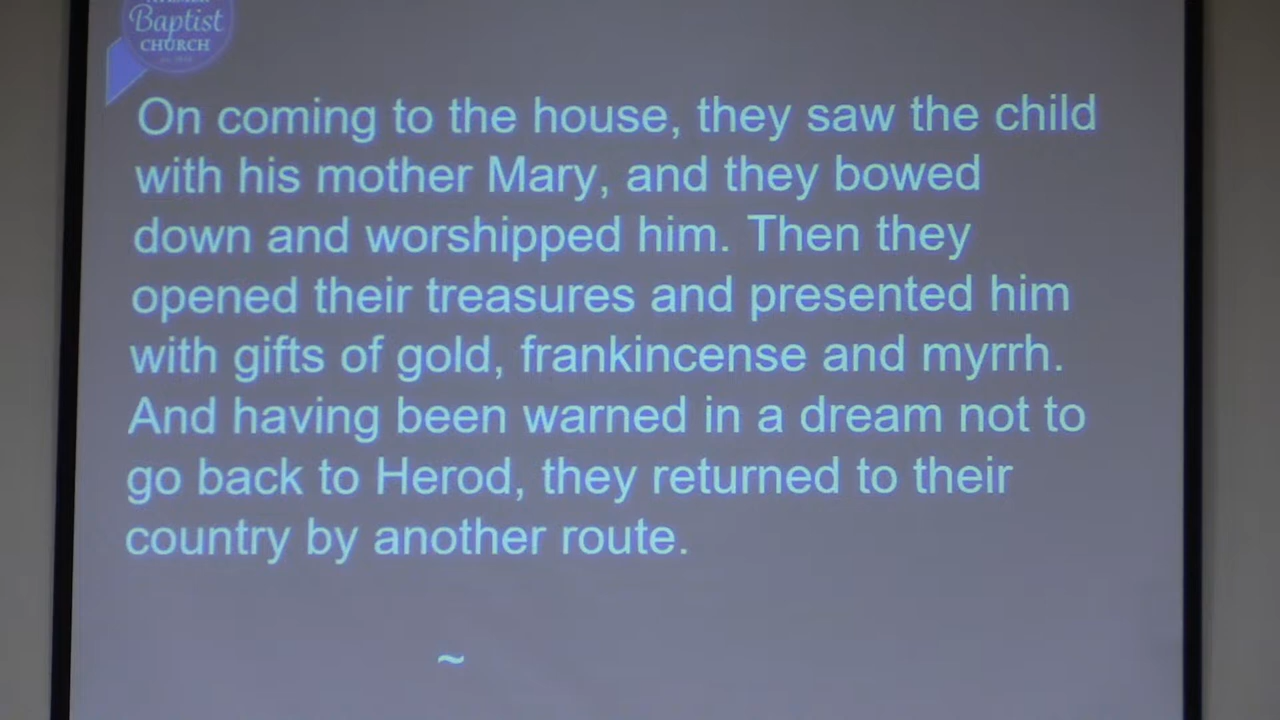 Baptist
CHURCH
On coming to the house, they saw the child
with his mother Mary, and they bowed
down and worshipped him. Then they
opened their treasures and presented him
with gifts of gold, frankincense and myrrh.
And having been warned in a dream not to
go back to Herod, they returned to their
country by another route.
~